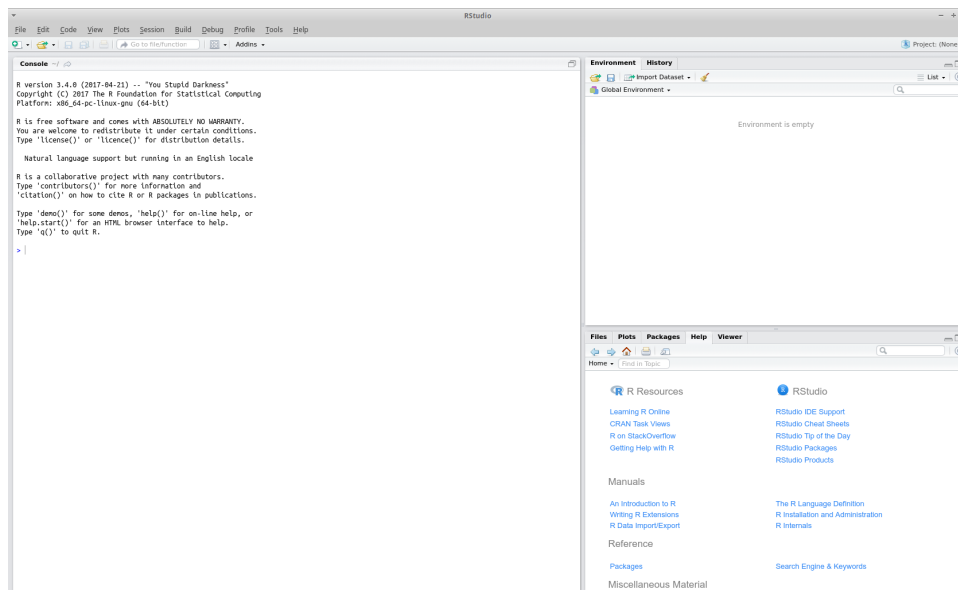 RStudio
File Edit Code View Plots Session Build Debug Profile Tools Help
Go to file/function Addins Project: (None
Console ~/
R version 3.4.0 (2017-04-21) -- "You Stupid Darkness"
Copyright (C) 2017 The R Foundation for Statistical Computing
Platform: x86_64-pc-linux-gnu (64-bit)
R is free software and comes with ABSOLUTELY NO WARRANTY.
You are welcome to redistribute it under certain conditions.
Type 'license()' or 'licence()' for distribution details.
Natural language support but running in an English locale
R is a collaborative project with many contributors.
Type 'contributors()' for more information and
'citation()' on how to cite R or R packages in publications.
Type 'demo()' for some demos, 'help()' for on-line help, or
'help.start()' for an HTML browser interface to help.
Type 'q()' to quit R.
>
Environment History
Import Dataset List
Global Environment
Environment is empty
Files Plots Packages Help Viewer
Home Find in Topic
R Resources RStudio
Learning R Online RStudio IDE Support
CRAN Task Views RStudio Cheat Sheets
R on StackOverflow RStudio Tip of the Day
Getting Help with R RStudio Packages
RStudio Products
Manuals
An Introduction to R The R Language Definition
Writing R Extensions R Installation and Administration
R Data Import/Export R Internals
Reference
Packages Search Engine & Keywords
Miscellaneous Material